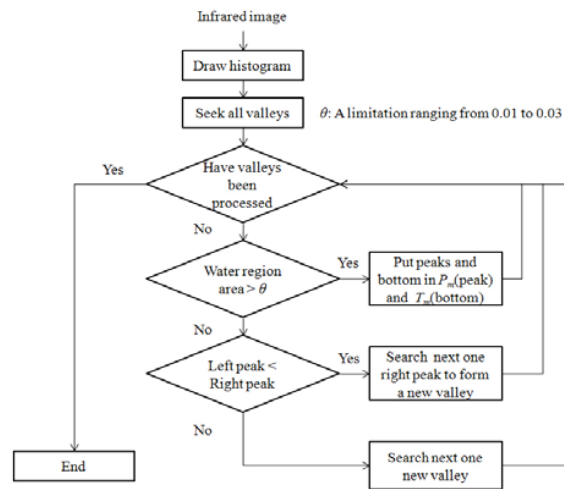 Infrared image
Draw histogram
Seek all valleys
θ: A limitation ranging from 0.01 to 0.03
Yes
Have valleys
been
processed
No
Water region
area > θ
Yes
Put peaks and
bottom in Pm(peak)
and Tm(bottom)
No
Left peak <
Right peak
Yes
Search next one
right peak to form
a new valley
No
End
Search next one
new valley